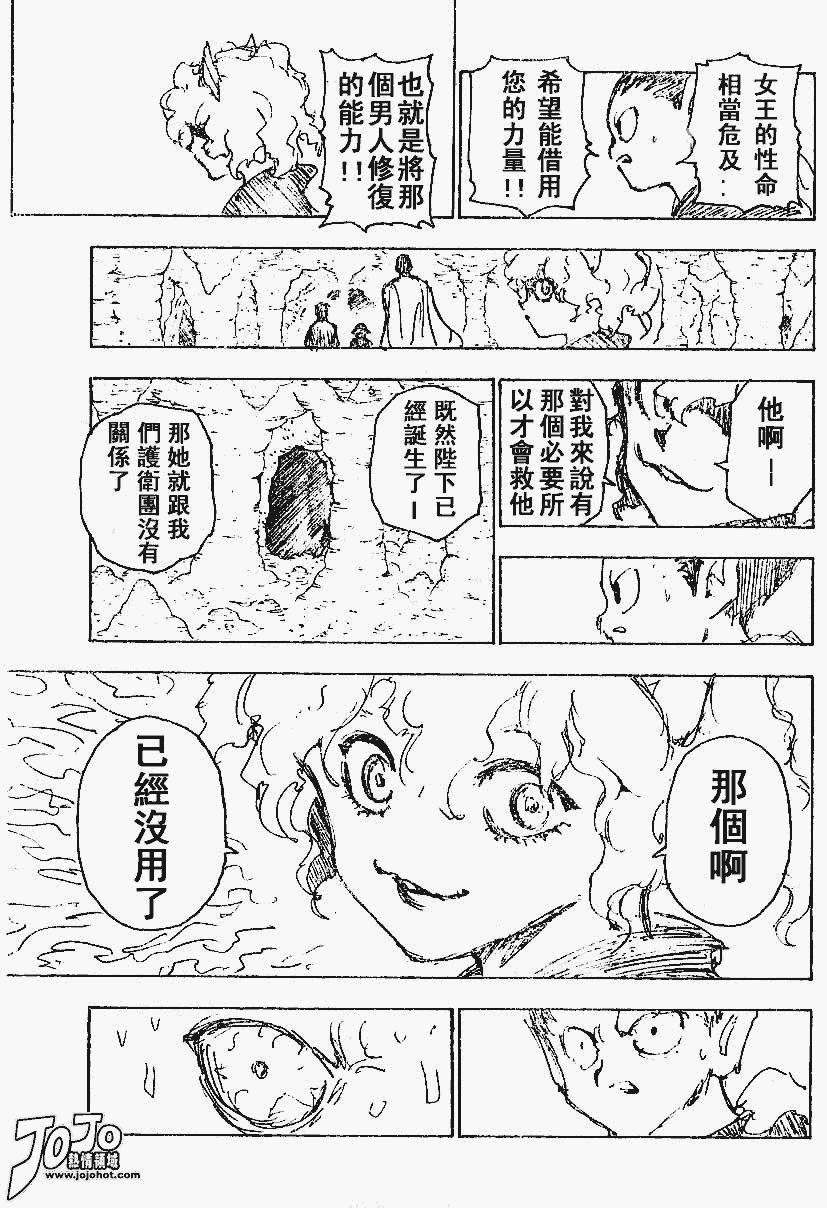 女王的性命
相當危及‥
希望能借用
您的力量!!
也就是將那
個男人修復
的能力!!
他啊—
對我來說有
那個必要所
以才會救他
既然陛下已
經誕生了—
那她就跟我
們護衛團沒有
關係了
那個啊
已經沒用了
JOJO
熱情領域
www.jojohot.com